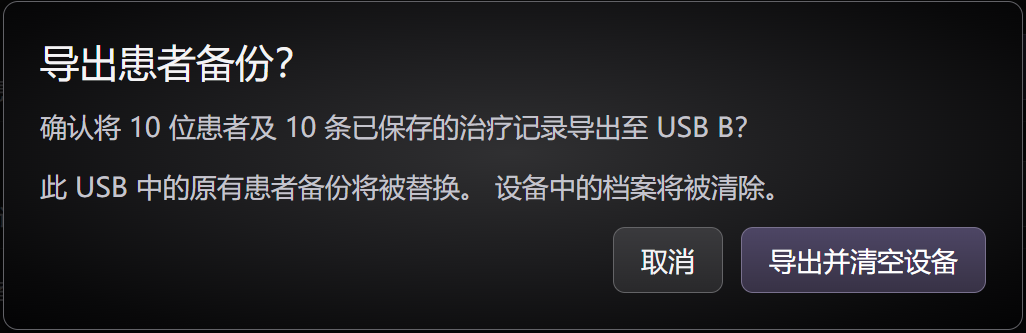 导出患者备份？
确认将 10 位患者及 10 条已保存的治疗记录导出至 USB B？
此 USB 中的原有患者备份将被替换。 设备中的档案将被清除。
取消
导出并清空设备